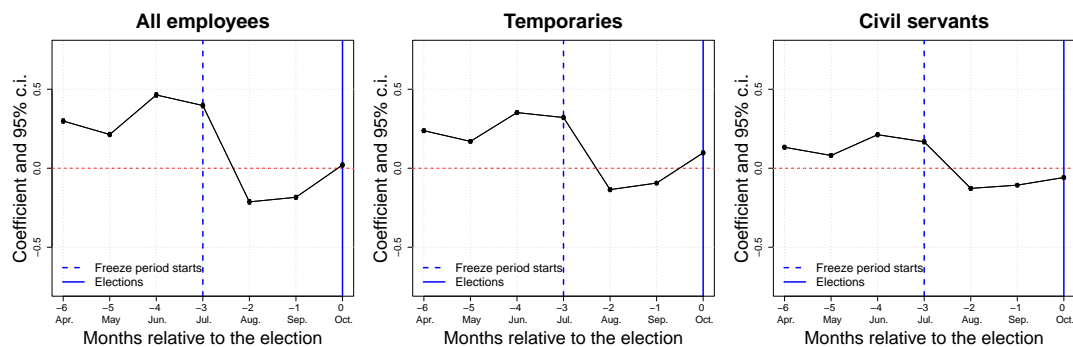 All employees
Coefficient and 95% c.i.
0.5
0.0
−0.5
Freeze period starts
Elections
−6 −5 −4 −3 −2 −1 0
Apr. May Jun. Jul. Aug. Sep. Oct.
Months relative to the election
Temporaries
Coefficient and 95% c.i.
0.5
0.0
−0.5
Freeze period starts
Elections
−6 −5 −4 −3 −2 −1 0
Apr. May Jun. Jul. Aug. Sep. Oct.
Months relative to the election
Civil servants
Coefficient and 95% c.i.
0.5
0.0
−0.5
Freeze period starts
Elections
−6 −5 −4 −3 −2 −1 0
Apr. May Jun. Jul. Aug. Sep. Oct.
Months relative to the election